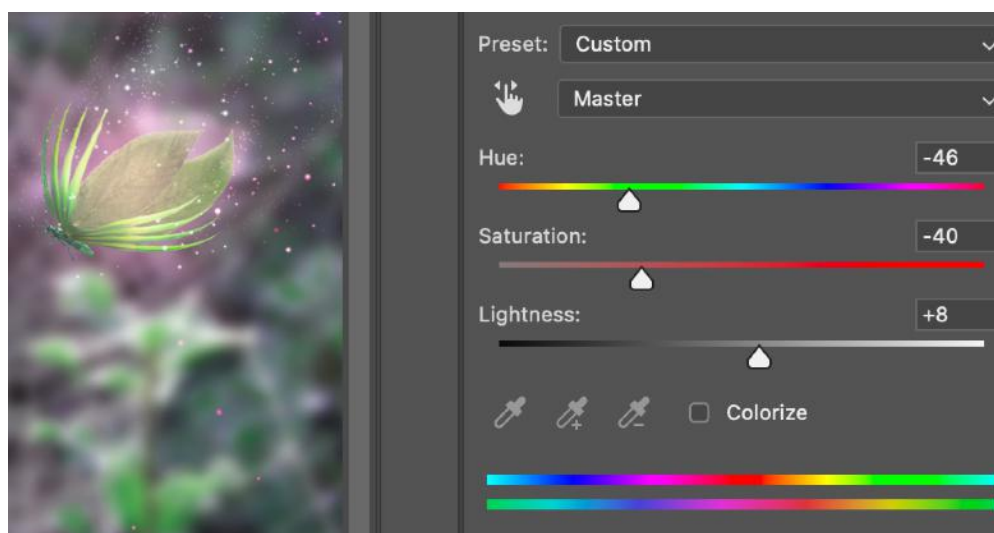 Preset: Custom
Master
Hue: -46
Saturation: -40
Lightness: +8
Colorize